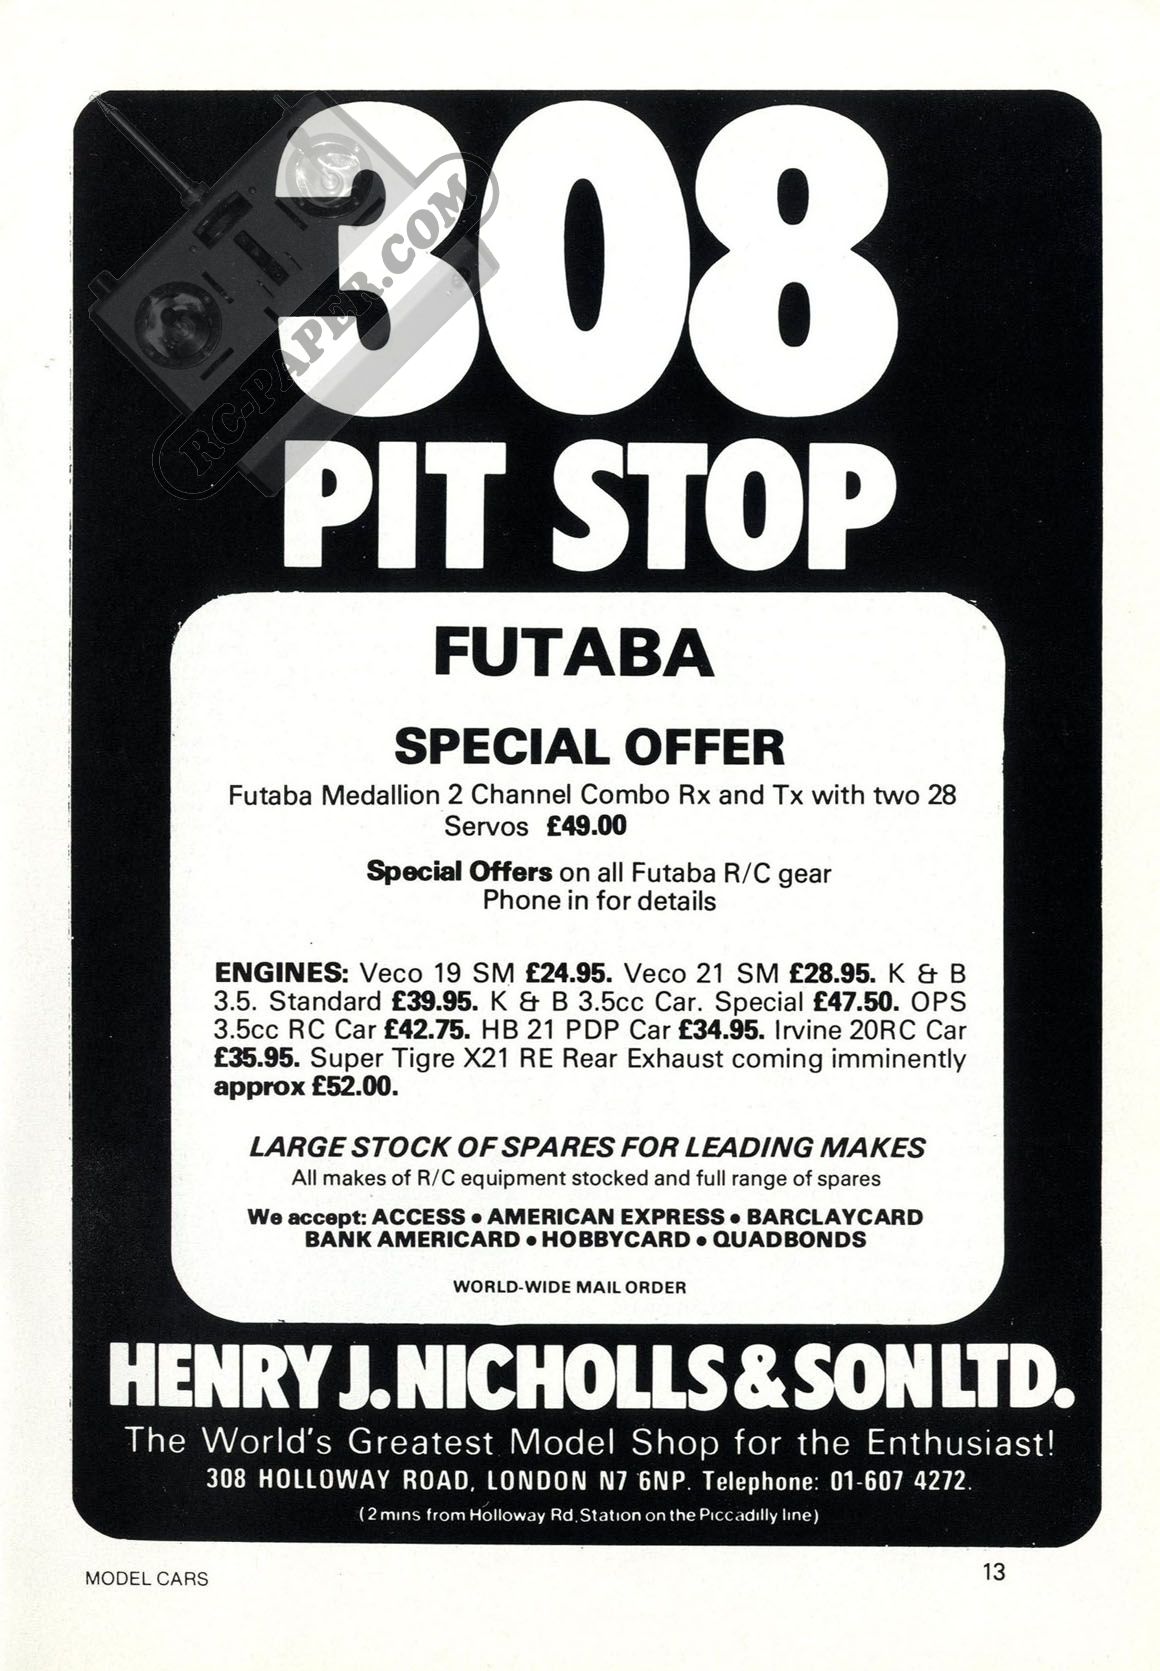 308
RC-PAPER.COM
PIT STOP
FUTABA
SPECIAL OFFER
Futaba Medallion 2 Channel Combo Rx and Tx with two 28
Servos £49.00
Special Offers on all Futaba R/C gear
Phone in for details
ENGINES: Veco 19 SM £24.95. Veco 21 SM £28.95. K & B
3.5. Standard £39.95. K & B 3.5cc Car. Special £47.50. OPS
3.5cc RC Car £42.75. HB 21 PDP Car £34.95. Irvine 20RC Car
£35.95. Super Tigre X21 RE Rear Exhaust coming imminently
approx £52.00.
LARGE STOCK OF SPARES FOR LEADING MAKES
All makes of R/C equipment stocked and full range of spares
We accept: ACCESS • AMERICAN EXPRESS • BARCLAYCARD
BANK AMERICARD • HOBBYCARD • QUADBONDS
WORLD-WIDE MAIL ORDER
HENRY J. NICHOLLS & SON LTD.
The World's Greatest Model Shop for the Enthusiast!
308 HOLLOWAY ROAD, LONDON N7 6NP. Telephone: 01-607 4272.
(2 mins from Holloway Rd. Station on the Piccadilly line)
MODEL CARS
13